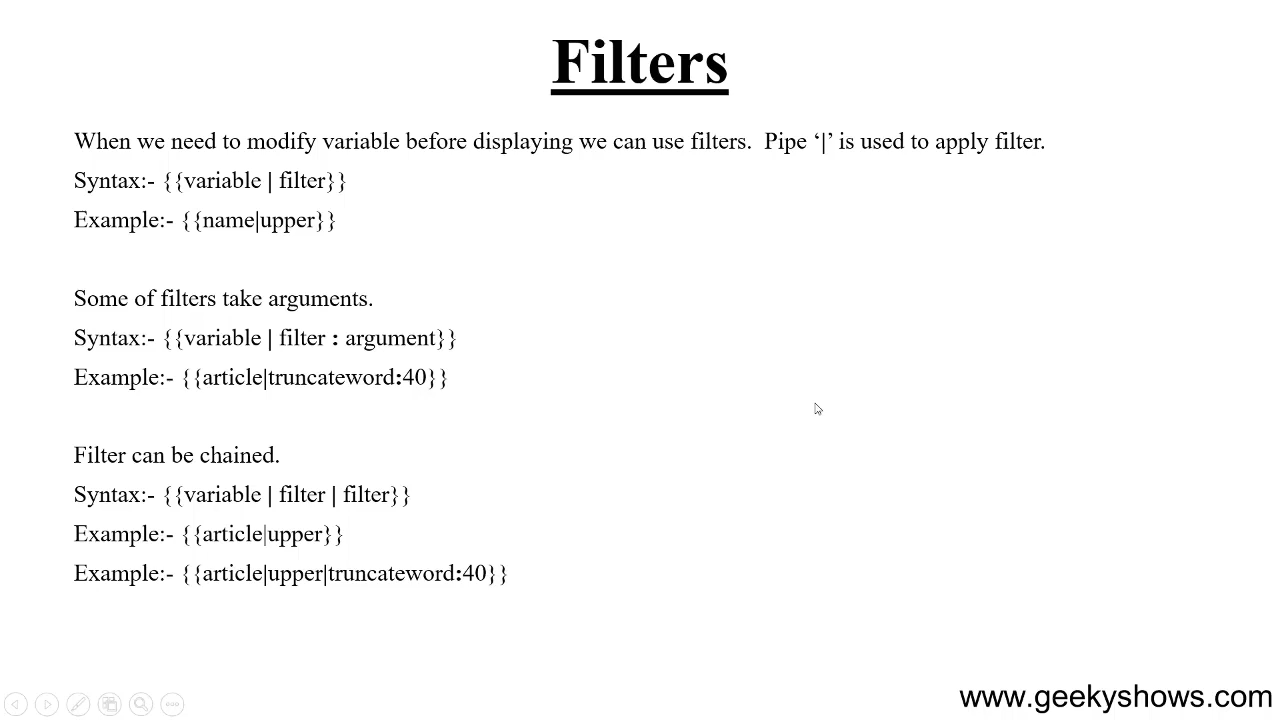 Filters
When we need to modify variable before displaying we can use filters.  Pipe ‘|’ is used to apply filter.
Syntax:- {{variable | filter}}
Example:- {{name|upper}}
Some of filters take arguments.
Syntax:- {{variable | filter : argument}}
Example:- {{article|truncateword:40}}
Filter can be chained.
Syntax:- {{variable | filter | filter}}
Example:- {{article|upper}}
Example:- {{article|upper|truncateword:40}}
www.geekyshows.com